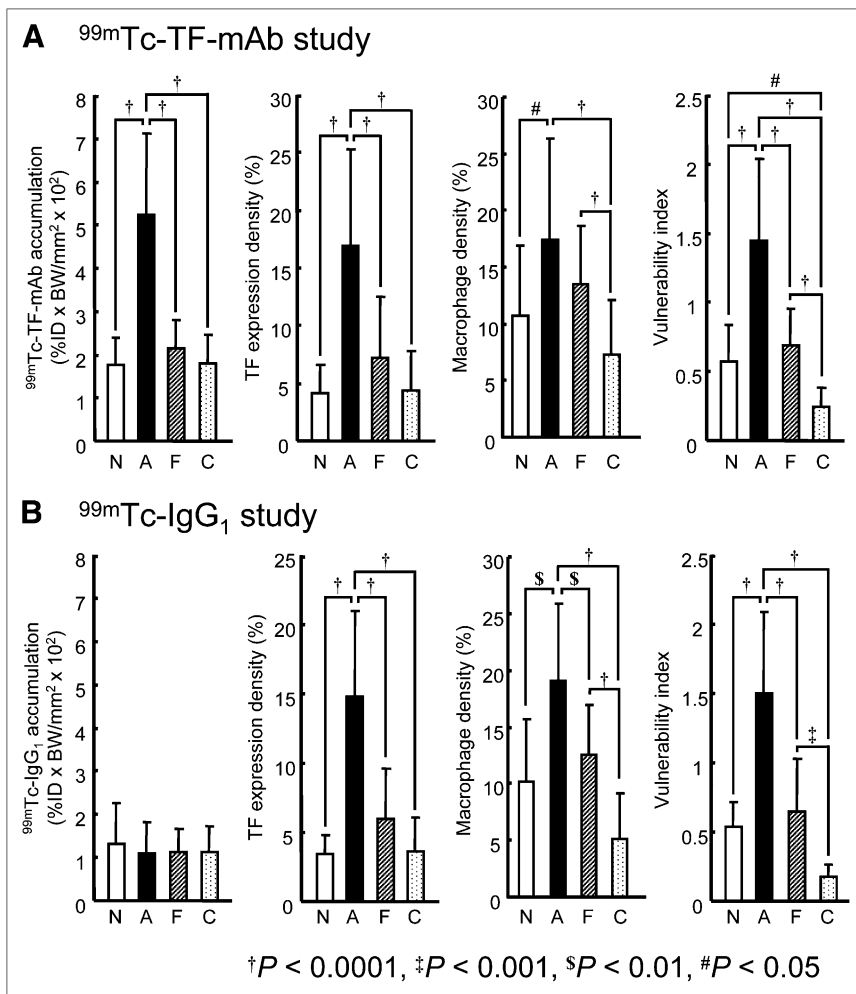 A ⁹⁹ᵐTc-TF-mAb study
⁹⁹ᵐTc-TF-mAb accumulation
(%ID x BW/mm² x 10²)
8
7
6
5
4
3
2
1
0
† † †
N A F C
TF expression density (%)
30
25
20
15
10
5
0
† † †
N A F C
Macrophage density (%)
30
25
20
15
10
5
0
# † †
N A F C
Vulnerability index
2.5
2
1.5
1
0.5
0
# † † † †
N A F C
B ⁹⁹ᵐTc-IgG₁ study
⁹⁹ᵐTc-IgG₁ accumulation
(%ID x BW/mm² x 10²)
8
7
6
5
4
3
2
1
0
N A F C
TF expression density (%)
25
20
15
10
5
0
† † †
N A F C
Macrophage density (%)
30
25
20
15
10
5
0
† $ $ †
N A F C
Vulnerability index
2.5
2
1.5
1
0.5
0
† † † ‡
N A F C
†P < 0.0001, ‡P < 0.001, $P < 0.01, #P < 0.05